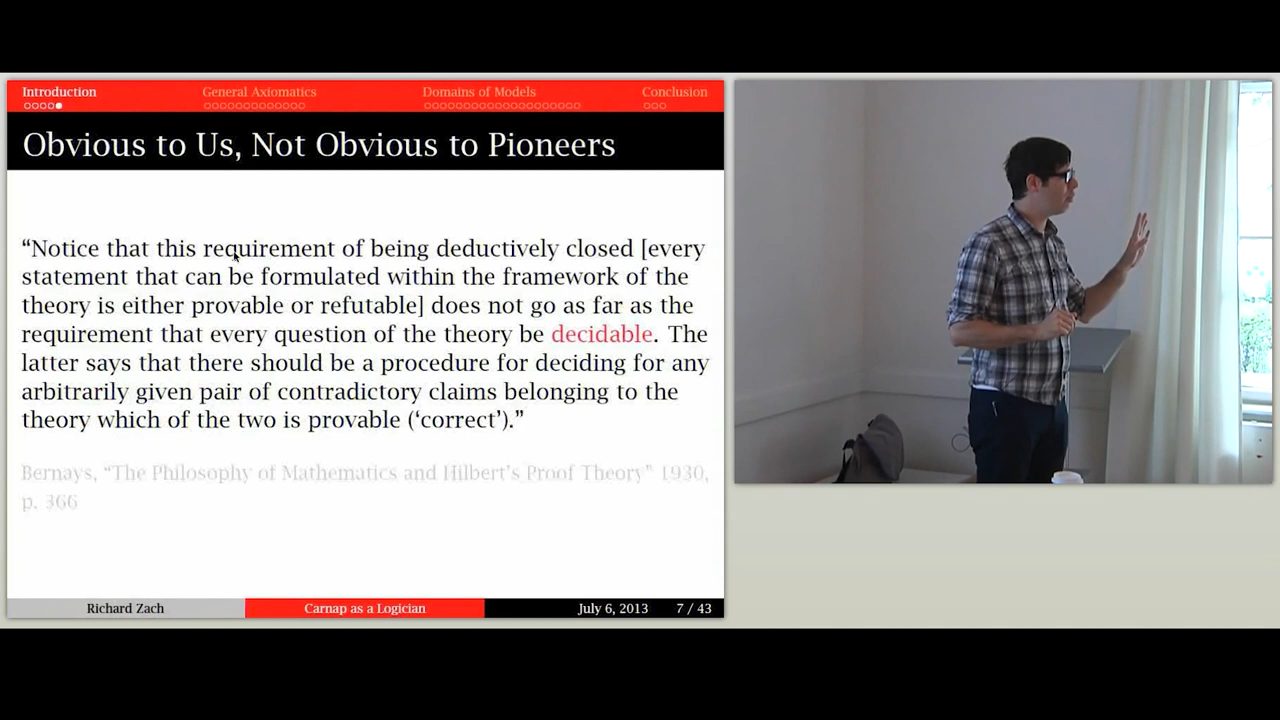 Introduction
General Axiomatics
Domains of Models
Conclusion
Obvious to Us, Not Obvious to Pioneers
“Notice that this requirement of being deductively closed [every
statement that can be formulated within the framework of the
theory is either provable or refutable] does not go as far as the
requirement that every question of the theory be decidable. The
latter says that there should be a procedure for deciding for any
arbitrarily given pair of contradictory claims belonging to the
theory which of the two is provable (‘correct’).”
Bernays, “The Philosophy of Mathematics and Hilbert’s Proof Theory” 1930,
p. 366
Richard Zach
Carnap as a Logician
July 6, 2013
7 / 43